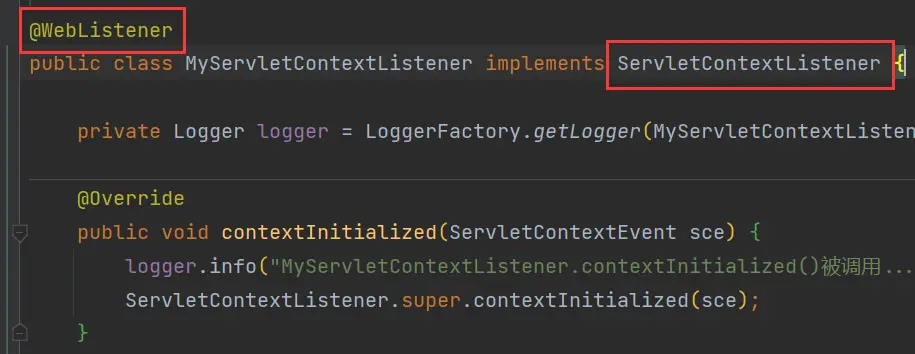 @WebListener
public class MyServletContextListener implements ServletContextListener {
private Logger logger = LoggerFactory.getLogger(MyServletContextListen
@Override
public void contextInitialized(ServletContextEvent sce) {
logger.info("MyServletContextListener.contextInitialized()被调用...
ServletContextListener.super.contextInitialized(sce);
}